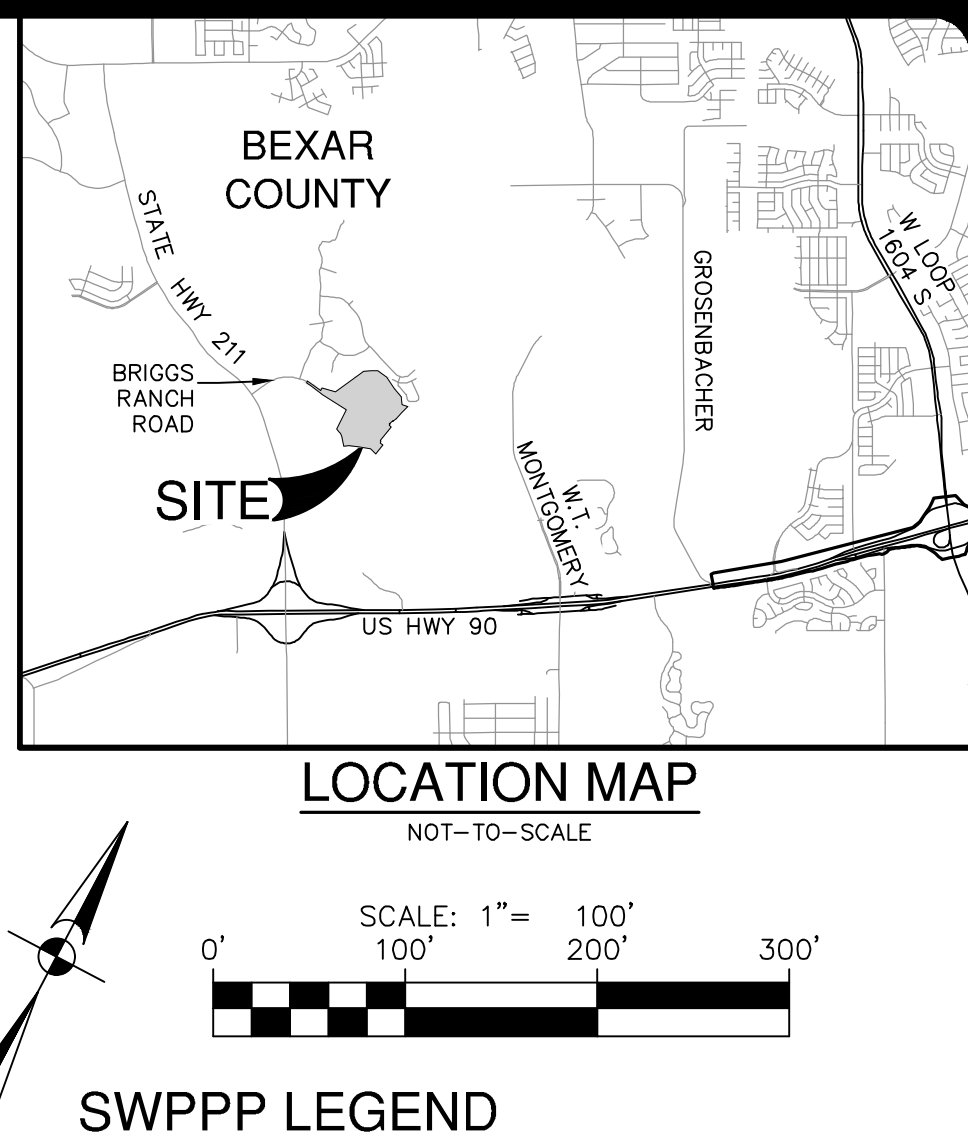 BEXAR
COUNTY
STATE HWY 211
W LOOP
1604 S
GROSENBACHER
BRIGGS
RANCH
ROAD
SITE
W.T.
MONTGOMERY
US HWY 90
LOCATION MAP
NOT-TO-SCALE
SCALE: 1"= 100'
0' 100' 200' 300'
SWPPP LEGEND